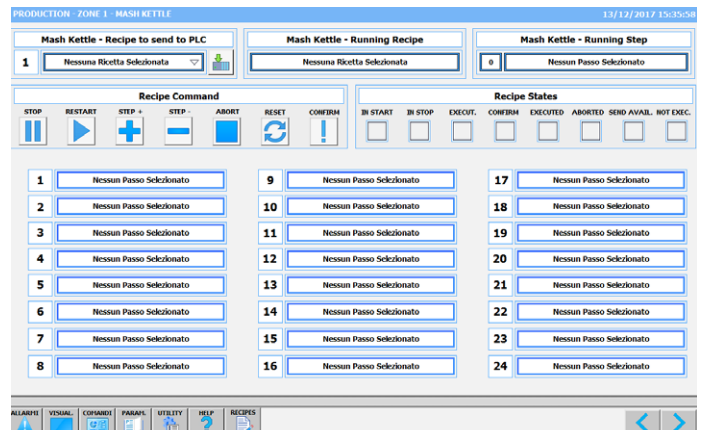 PRODUCTION - ZONE 1 - MASH KETTLE 13/12/2017 15:35:58
Mash Kettle - Recipe to send to PLC Mash Kettle - Running Recipe Mash Kettle - Running Step
1 Nessuna Ricetta Selezionata Nessuna Ricetta Selezionata 0 Nessun Passo Selezionato
Recipe Command Recipe States
STOP RESTART STEP + STEP - ABORT RESET CONFIRM IN START IN STOP EXECUT. CONFIRM EXECUTED ABORTED SEND AVAIL. NOT EXEC.
1 Nessun Passo Selezionato 9 Nessun Passo Selezionato 17 Nessun Passo Selezionato
2 Nessun Passo Selezionato 10 Nessun Passo Selezionato 18 Nessun Passo Selezionato
3 Nessun Passo Selezionato 11 Nessun Passo Selezionato 19 Nessun Passo Selezionato
4 Nessun Passo Selezionato 12 Nessun Passo Selezionato 20 Nessun Passo Selezionato
5 Nessun Passo Selezionato 13 Nessun Passo Selezionato 21 Nessun Passo Selezionato
6 Nessun Passo Selezionato 14 Nessun Passo Selezionato 22 Nessun Passo Selezionato
7 Nessun Passo Selezionato 15 Nessun Passo Selezionato 23 Nessun Passo Selezionato
8 Nessun Passo Selezionato 16 Nessun Passo Selezionato 24 Nessun Passo Selezionato
ALLARMI VISUAL. COMANDI PARAM. UTILITY HELP RECIPES